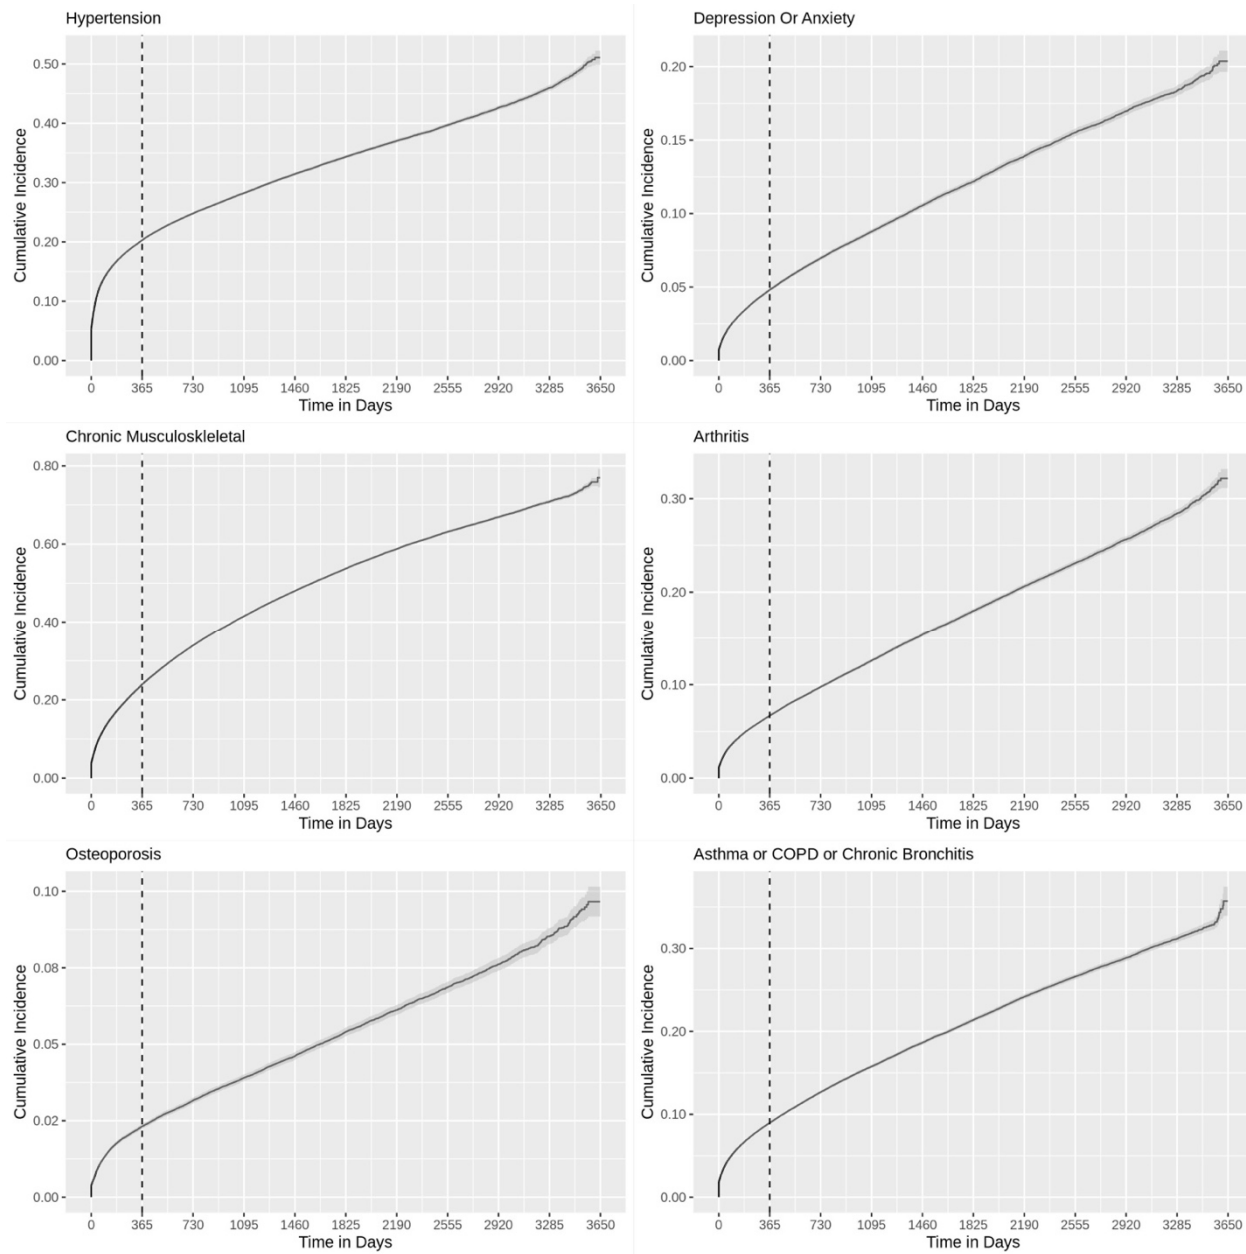 Hypertension
Cumulative Incidence
0.50
0.40
0.30
0.20
0.10
0.00
0 365 730 1095 1460 1825 2190 2555 2920 3285 3650
Time in Days
Depression Or Anxiety
Cumulative Incidence
0.20
0.15
0.10
0.05
0.00
0 365 730 1095 1460 1825 2190 2555 2920 3285 3650
Time in Days
Chronic Musculoskleletal
Cumulative Incidence
0.80
0.60
0.40
0.20
0.00
0 365 730 1095 1460 1825 2190 2555 2920 3285 3650
Time in Days
Arthritis
Cumulative Incidence
0.30
0.20
0.10
0.00
0 365 730 1095 1460 1825 2190 2555 2920 3285 3650
Time in Days
Osteoporosis
Cumulative Incidence
0.10
0.08
0.05
0.02
0.00
0 365 730 1095 1460 1825 2190 2555 2920 3285 3650
Time in Days
Asthma or COPD or Chronic Bronchitis
Cumulative Incidence
0.30
0.20
0.10
0.00
0 365 730 1095 1460 1825 2190 2555 2920 3285 3650
Time in Days